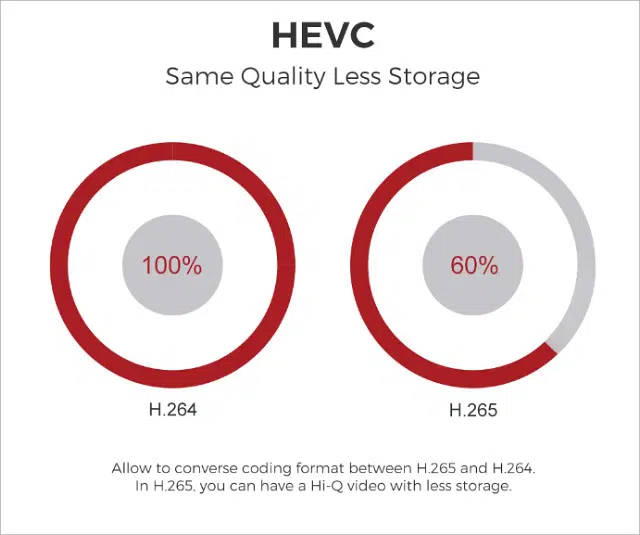 HEVC
Same Quality Less Storage
100%
60%
H.264
H.265
Allow to converse coding format between H.265 and H.264.
In H.265, you can have a Hi-Q video with less storage.